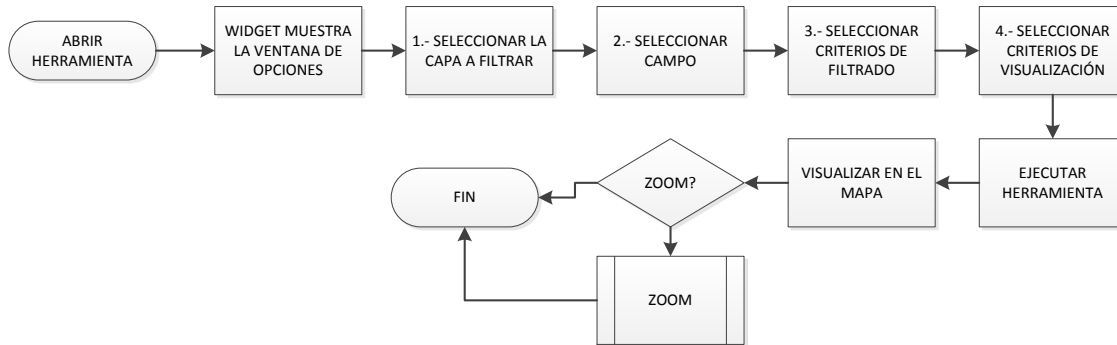 ABRIR
HERRAMIENTA
WIDGET MUESTRA
LA VENTANA DE
OPCIONES
1.- SELECCIONAR LA
CAPA A FILTRAR
2.- SELECCIONAR
CAMPO
3.- SELECCIONAR
CRITERIOS DE
FILTRADO
4.- SELECCIONAR
CRITERIOS DE
VISUALIZACIÓN
EJECUTAR
HERRAMIENTA
VISUALIZAR EN EL
MAPA
ZOOM?
FIN
ZOOM